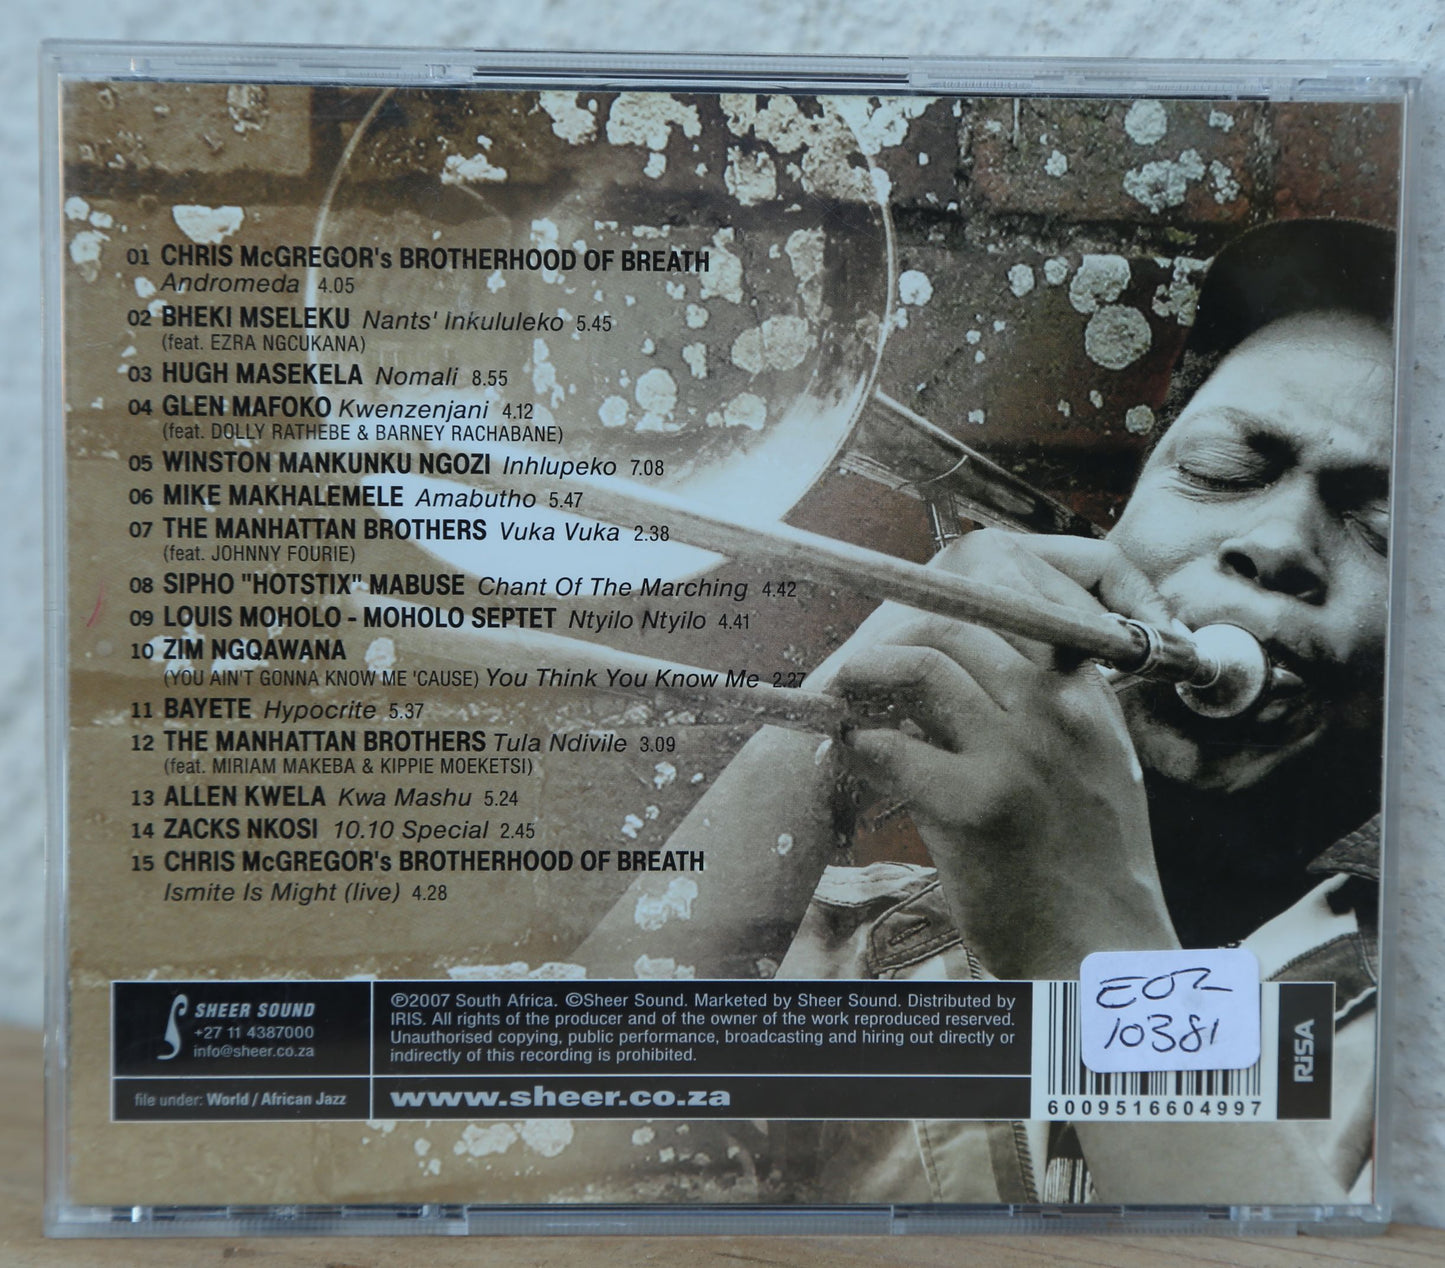 01 CHRIS McGREGOR's BROTHERHOOD OF BREATH
Andromeda 4.05
02 BHEKI MSELEKU Nants' Inkululeko 5.45
(feat. EZRA NGCUKANA)
03 HUGH MASEKELA Nomali 8.55
04 GLEN MAFOKO Kwenzenjani 4.12
(feat. DOLLY RATHEBE & BARNEY RACHABANE)
05 WINSTON MANKUNKU NGOZI Inhlupeko 7.08
06 MIKE MAKHALEMELE Amabutho 5.47
07 THE MANHATTAN BROTHERS Vuka Vuka 2.38
(feat. JOHNNY FOURIE)
08 SIPHO "HOTSTIX" MABUSE Chant Of The Marching 4.42
09 LOUIS MOHOLO - MOHOLO SEPTET Ntyilo Ntyilo 4.41
10 ZIM NGQAWANA
(YOU AIN'T GONNA KNOW ME 'CAUSE) You Think You Know Me 2.27
11 BAYETE Hypocrite 5.37
12 THE MANHATTAN BROTHERS Tula Ndivile 3.09
(feat. MIRIAM MAKEBA & KIPPIE MOEKETSI)
13 ALLEN KWELA Kwa Mashu 5.24
14 ZACKS NKOSI 10.10 Special 2.45
15 CHRIS McGREGOR's BROTHERHOOD OF BREATH
Ismite Is Might (live) 4.28
SHEER SOUND
+27 11 4387000
info@sheer.co.za
file under: World / African Jazz
℗2007 South Africa. ©Sheer Sound. Marketed by Sheer Sound. Distributed by
IRIS. All rights of the producer and of the owner of the work reproduced reserved.
Unauthorised copying, public performance, broadcasting and hiring out directly or
indirectly of this recording is prohibited.
www.sheer.co.za
EOR
10381
6009516604997
RiSA